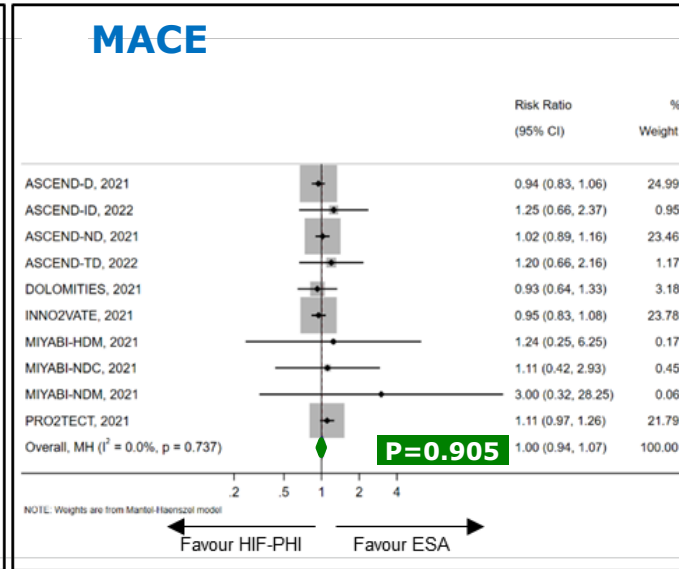 MACE
Risk Ratio %
(95% CI) Weight
ASCEND-D, 2021 0.94 (0.83, 1.06) 24.99
ASCEND-ID, 2022 1.25 (0.66, 2.37) 0.95
ASCEND-ND, 2021 1.02 (0.89, 1.16) 23.46
ASCEND-TD, 2022 1.20 (0.66, 2.16) 1.17
DOLOMITIES, 2021 0.93 (0.64, 1.33) 3.18
INNO2VATE, 2021 0.95 (0.83, 1.08) 23.78
MIYABI-HDM, 2021 1.24 (0.25, 6.25) 0.17
MIYABI-NDC, 2021 1.11 (0.42, 2.93) 0.45
MIYABI-NDM, 2021 3.00 (0.32, 28.25) 0.06
PRO2TECT, 2021 1.11 (0.97, 1.26) 21.79
Overall, MH (I² = 0.0%, p = 0.737) P=0.905 1.00 (0.94, 1.07) 100.00
.2 .5 1 2 4
NOTE: Weights are from Mantel-Haenszel model
Favour HIF-PHI Favour ESA